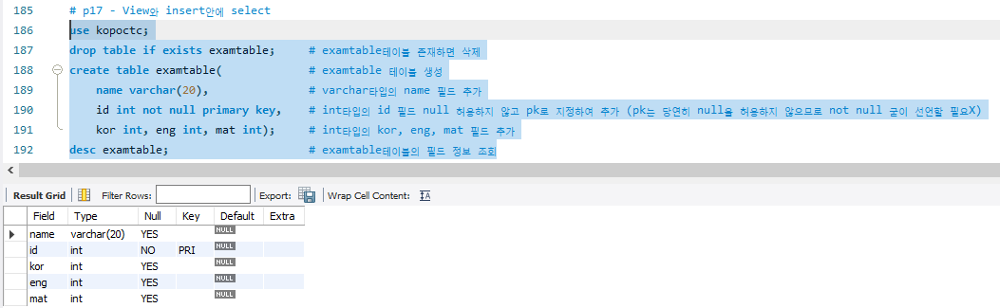 185 # p17 - View와 insert안에 select
186 use kopoctc;
187 drop table if exists examtable; # examtable테이블 존재하면 삭제
188 create table examtable( # examtable 테이블 생성
189 name varchar(20), # varchar타입의 name 필드 추가
190 id int not null primary key, # int타입의 id 필드 null 허용하지 않고 pk로 지정하여 추가 (pk는 당연히 null을 허용하지 않으므로 not null 굳이 선언할 필요X)
191 kor int, eng int, mat int); # int타입의 kor, eng, mat 필드 추가
192 desc examtable; # examtable테이블의 필드 정보 조회
Result Grid Filter Rows: Export: Wrap Cell Content:
Field Type Null Key Default Extra
name varchar(20) YES NULL
id int NO PRI NULL
kor int YES NULL
eng int YES NULL
mat int YES NULL